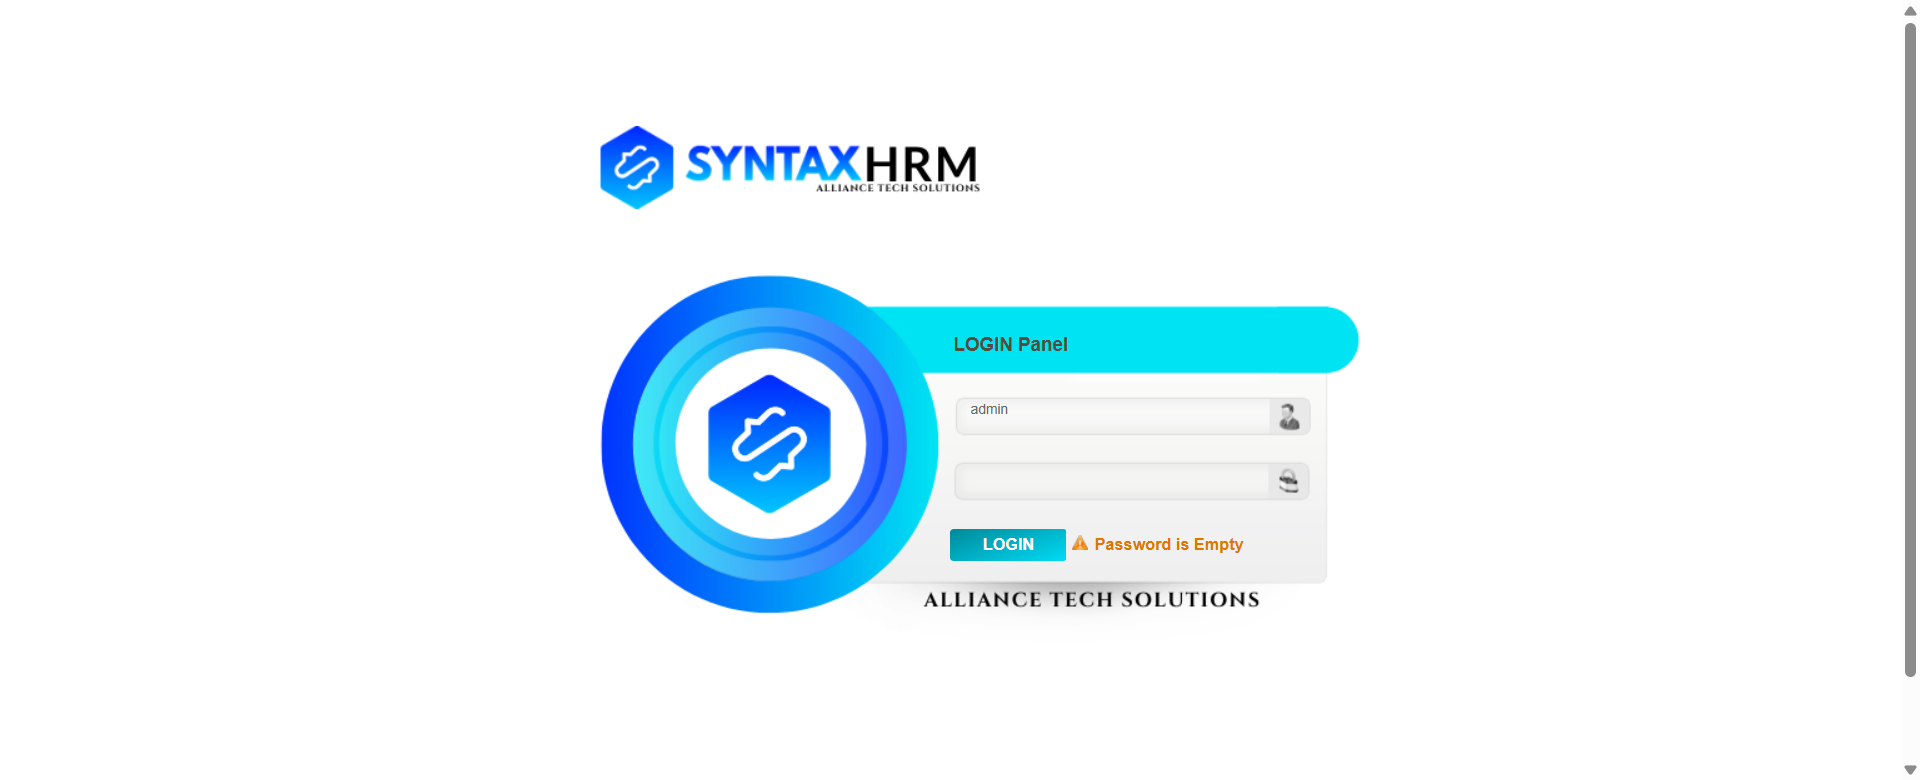 SYNTAXHRM
ALLIANCE TECH SOLUTIONS
LOGIN Panel
admin
LOGIN Password is Empty
ALLIANCE TECH SOLUTIONS